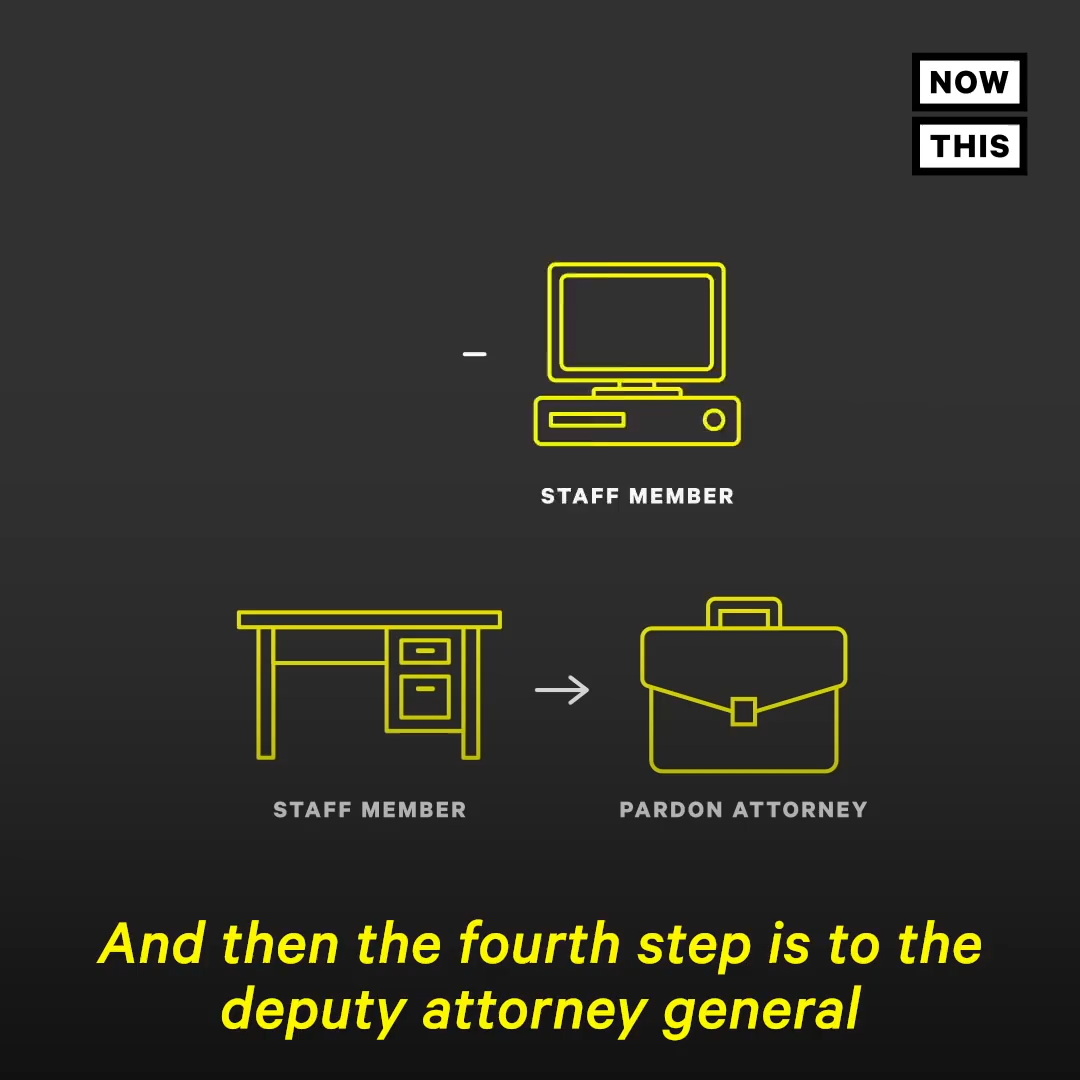 NOW
THIS
STAFF MEMBER
STAFF MEMBER
PARDON ATTORNEY
And then the fourth step is to the
deputy attorney general